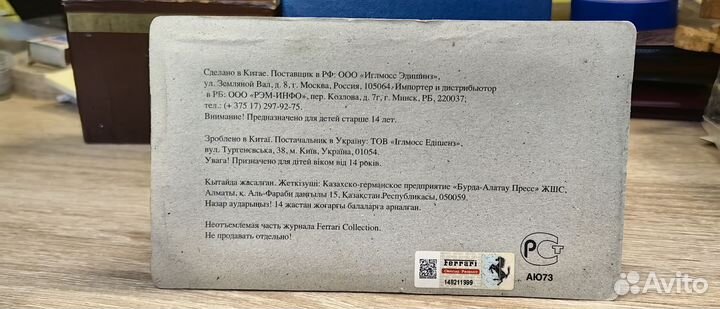 Сделано в Китае. Поставщик в РФ: ООО «Иглмосс Эдишинз»,
ул. Земляной Вал, д. 8, г. Москва, Россия, 105064. Импортер и дистрибьютор
в РБ: ООО «РЭМ-ИНФО», пер. Козлова, д. 7г, г. Минск, РБ, 220037;
тел.: (+ 375 17) 297-92-75.
Внимание! Предназначено для детей старше 14 лет.
Зроблено в Китаї. Постачальник в Україну: ТОВ «Іглмосс Едішенз»,
вул. Тургенєвська, 38, м. Київ, Україна, 01054.
Увага! Призначено для дітей віком від 14 років.
Қытайда жасалған. Жеткізуші: Казахско-германское предприятие «Бурда-Алатау Пресс» ЖШС,
Алматы, қ. Аль-Фараби даңғылы 15, Қазақстан Республикасы, 050059.
Назар аударыңыз! 14 жастан жоғарғы балаларға арналған.
Неотъемлемая часть журнала Ferrari Collection.
Не продавать отдельно!
Ferrari
Official Product
149211999
РСТ
АЮ73
Avito